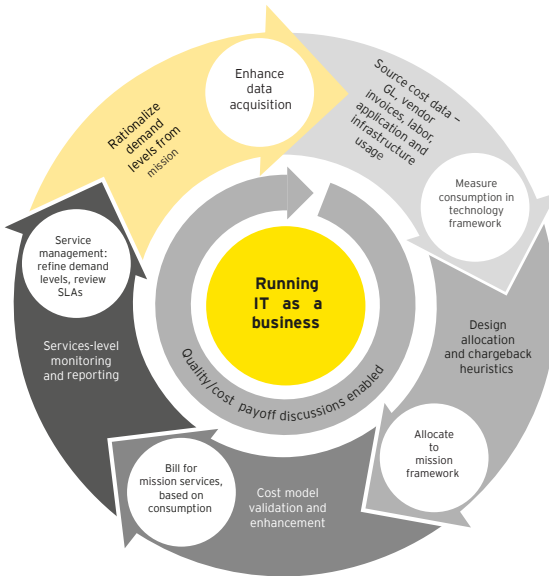 Enhance
data
acquisition
Source cost data –
GL, vendor
invoices, labor,
application and
infrastructure
usage
Measure
consumption in
technology
framework
Design
allocation
and chargeback
heuristics
Allocate
to
mission
framework
Cost model
validation and
enhancement
Bill for
mission services,
based on
consumption
Services-level
monitoring
and reporting
Service
management:
refine demand
levels, review
SLAs
Rationalize
demand
levels from
mission
Running
IT as a
business
Quality/cost payoff discussions enabled